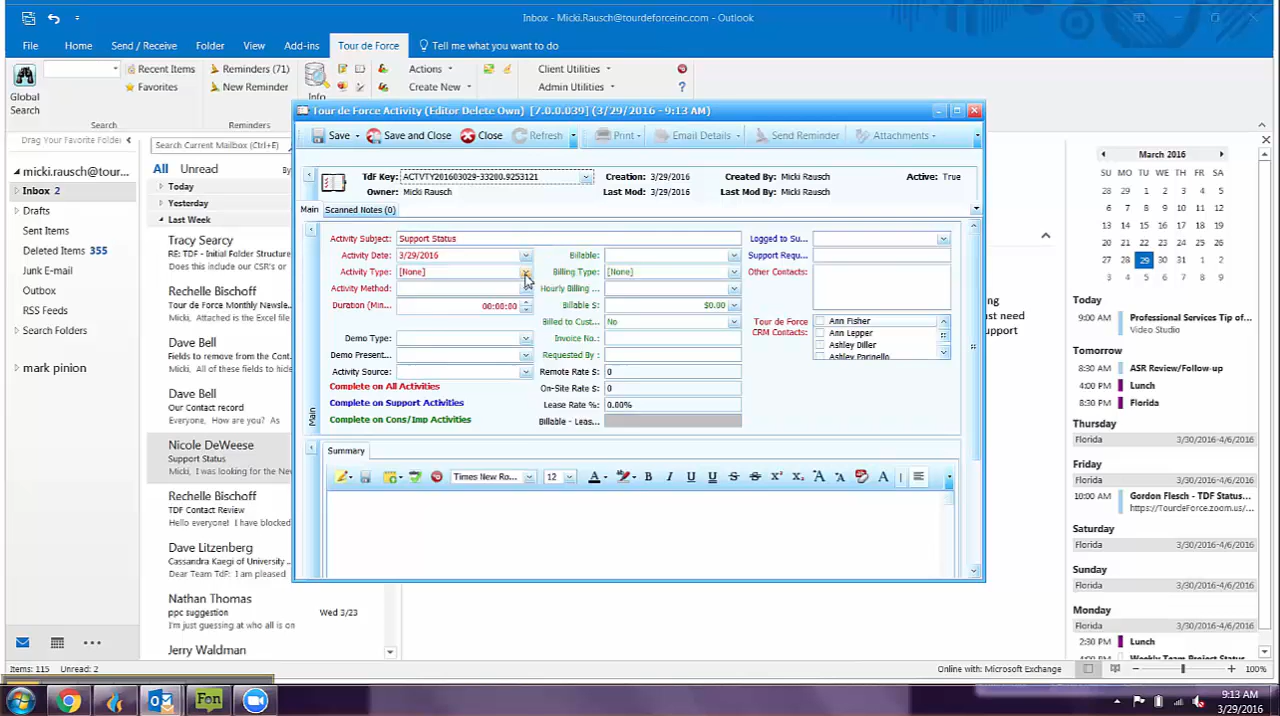 Inbox - Micki.Rausch@tourdeforceinc.com - Outlook
File Home Send / Receive Folder View Add-ins Tour de Force Tell me what you want to do
Recent Items
Favorites
Global
Search
Search
Reminders (71)
New Reminder
Reminders
Info
Actions
Create New
Client Utilities
Admin Utilities
Drag Your Favorite Folder
micki.rausch@tour...
Inbox 2
Drafts
Sent Items
Deleted Items 355
Junk E-mail
Outbox
RSS Feeds
Search Folders
mark pinion
Search Current Mailbox (Ctrl+E)
All Unread
Today
Yesterday
Last Week
Tracy Searcy
RE: TDF - Initial Folder Struct
Does this include our CSR's or
Rechelle Bischoff
Micki, Attached is the Excel file
Dave Bell
Fields to remove from the Con
Micki, All of these fields to hide
Dave Bell
Our Contact record
Everyone, How are you? As
Nicole DeWeese
Support Status
Micki, I was looking for the Ne
Rechelle Bischoff
TDF Contact Review
Hello everyone! I have blocked
Dave Litzenberg
Cassandra Kaegi of University
Dear Team TdF: I am pleased
Nathan Thomas
ppc suggestion Wed 3/23
I'm just guessing at who all is on
Jerry Waldman
Tour de Force Activity (Editor Delete Own) [7.0.0.039] (3/29/2016 - 9:13 AM)
Save Save and Close Close Refresh Print Email Details Send Reminder Attachments
TdF Key: ACTVTY201603029-33200.9253121 Creation: 3/29/2016 Created By: Micki Rausch Active: True
Owner: Micki Rausch Last Mod: 3/29/2016 Last Mod By: Micki Rausch
Main Scanned Notes (0)
Activity Subject: Support Status
Activity Date: 3/29/2016
Activity Type: [None]
Activity Method:
Duration (Min... 00:00:00
Demo Type:
Demo Present...
Activity Source:
Complete on All Activities
Complete on Support Activities
Complete on Cons/Imp Activities
Main
Billable:
Billing Type: [None]
Hourly Billing ...
Billable $: $0.00
Billed to Cust... No
Invoice No.:
Requested By :
Remote Rate $: 0
On-Site Rate $: 0
Lease Rate %: 0.00%
Billable - Leas...
Logged to Su...
Support Requ...
Other Contacts:
Tour de Force
CRM Contacts:
Ann Fisher
Ann Lepper
Ashley Diller
Ashley Parinello
Summary
Times New Ro... 12
ing
just need
support
March 2016
SU MO TU WE TH FR SA
28 29 1 2 3 4 5
6 7 8 9 10 11 12
13 14 15 16 17 18 19
20 21 22 23 24 25 26
27 28 29 30 31 1 2
3 4 5 6 7 8 9
Today
9:00 AM Professional Services Tip of...
Video Studio
Tomorrow
8:30 AM ASR Review/Follow-up
4:00 PM Lunch
8:30 PM Florida
Thursday
Florida 3/30/2016-4/6/2016
Friday
Florida 3/30/2016-4/6/2016
10:00 AM Gordon Flesch - TDF Status...
https://TourdeForce.zoom.us/...
Saturday
Florida 3/30/2016-4/6/2016
Sunday
Florida 3/30/2016-4/6/2016
Monday
Florida 3/30/2016-4/6/2016
2:30 PM Lunch
Weekly Team Project Status
Items: 115 Unread: 2
Online with: Microsoft Exchange
100%
Fon
9:13 AM
3/29/2016